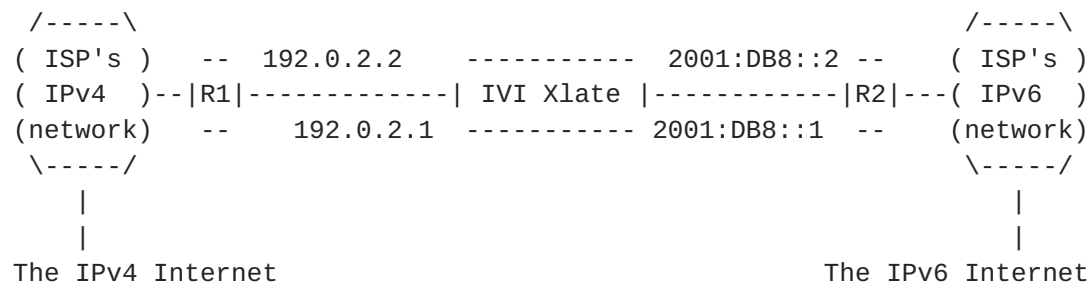 /-----\                                                    /-----\
( ISP's )   --  192.0.2.2    -----------  2001:DB8::2 --    ( ISP's )
( IPv4  )--|R1|-------------| IVI Xlate |------------|R2|---( IPv6  )
(network)   --    192.0.2.1  ----------- 2001:DB8::1  --    (network)
 \-----/                                                    \-----/
    |                                                          |
    |                                                          |
The IPv4 Internet                                  The IPv6 Internet